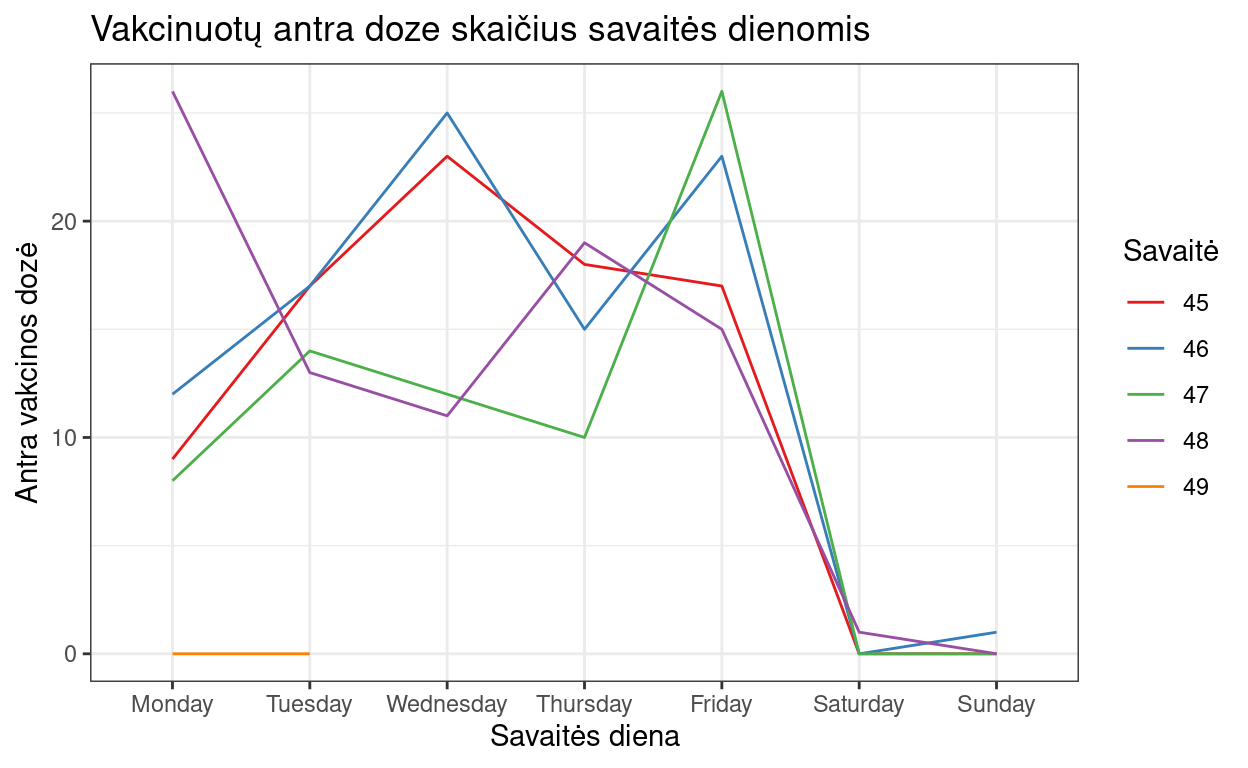 Vakcinuotų antra doze skaičius savaitės dienomis
Antra vakcinos dozė
20
10
0
Monday Tuesday Wednesday Thursday Friday Saturday Sunday
Savaitės diena
Savaitė
45
46
47
48
49